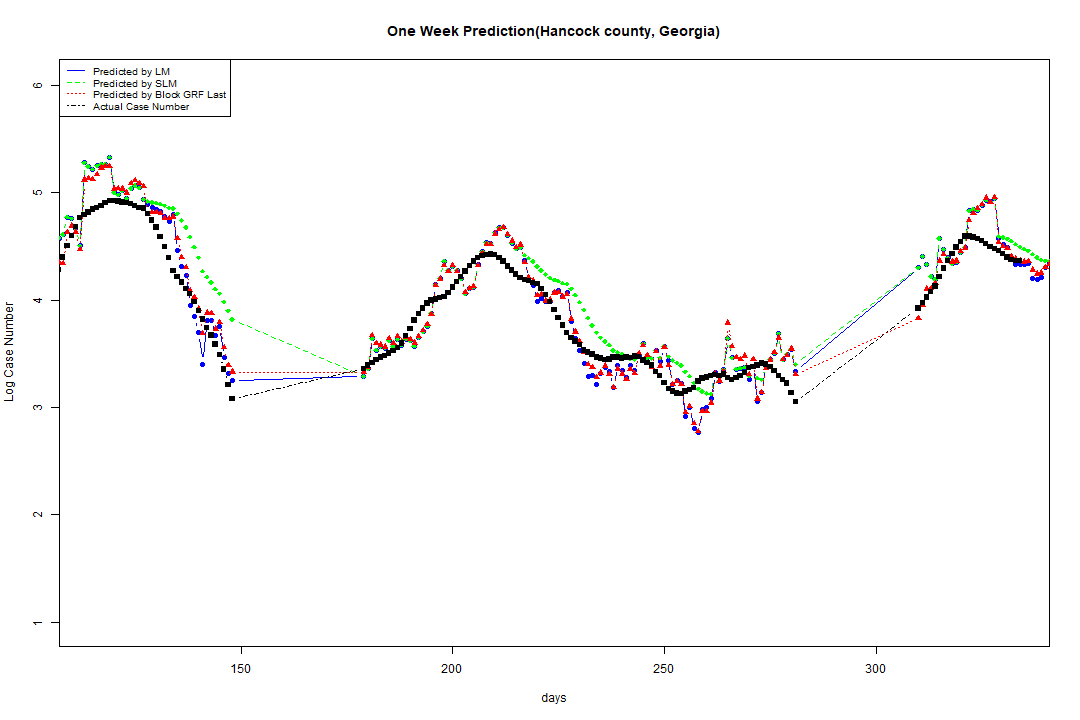 One Week Prediction(Hancock county, Georgia)
Predicted by LM
Predicted by SLM
Predicted by Block GRF Last
Actual Case Number
Log Case Number
6
5
4
3
2
1
150 200 250 300
days